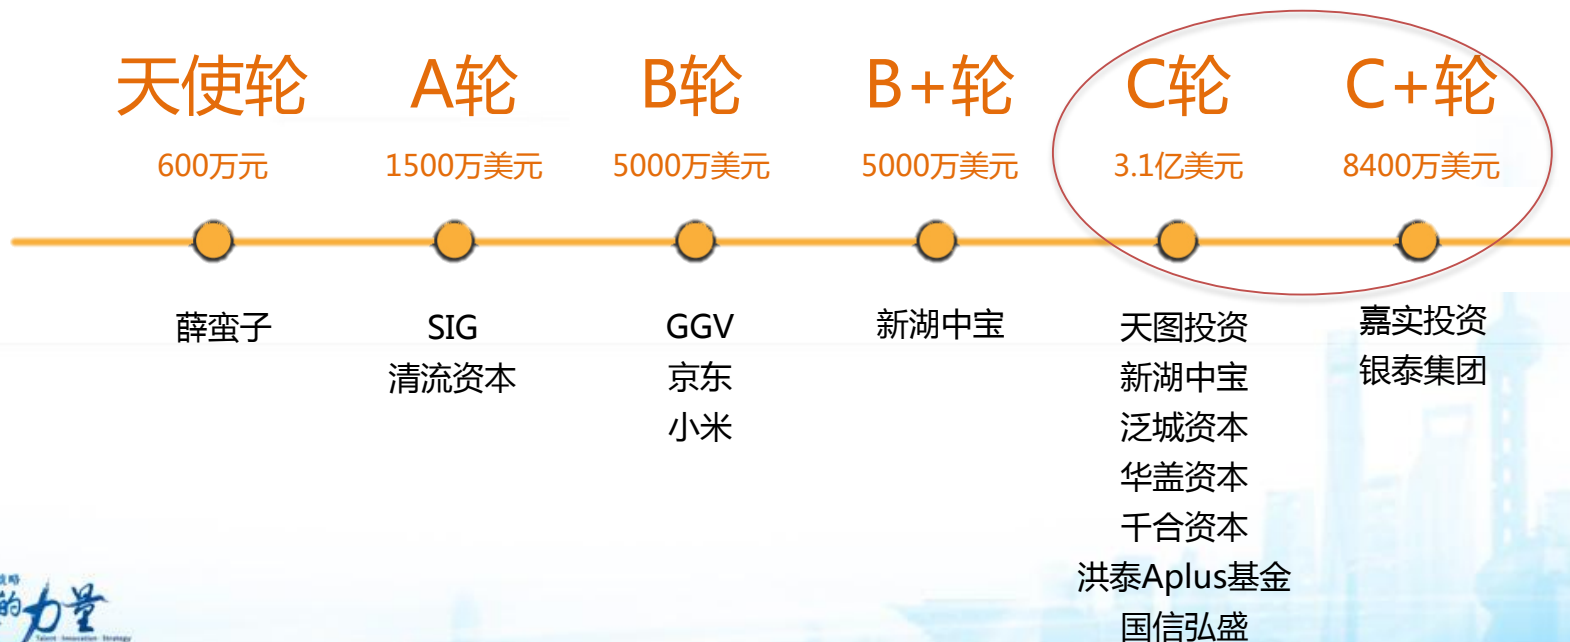 天使轮
A轮
B轮
B+轮
C轮
C+轮
600万元
1500万美元
5000万美元
5000万美元
3.1亿美元
8400万美元
薛蛮子
SIG
清流资本
GGV
京东
小米
新湖中宝
天图投资
新湖中宝
泛城资本
华盖资本
千合资本
洪泰Aplus基金
国信弘盛
嘉实投资
银泰集团
的力量
Talent · Innovation · Strategy